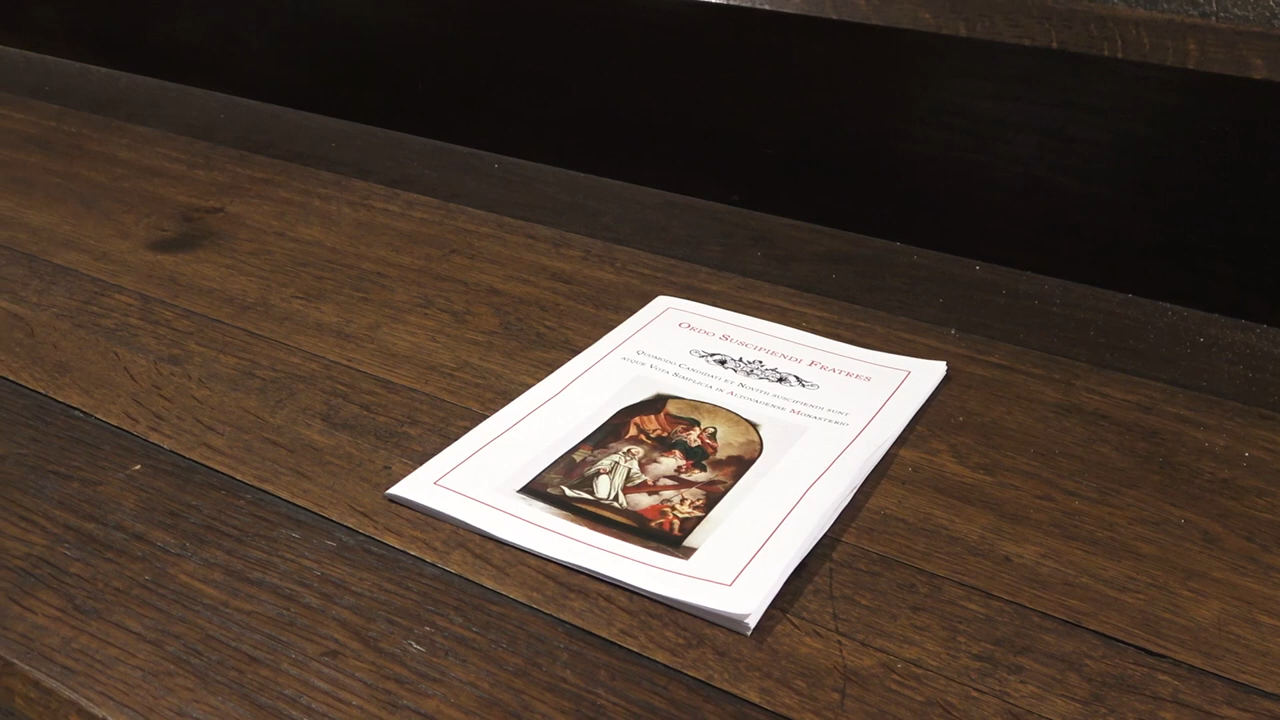 Ordo Suscipiendi Fratres
Quomodo Candidati et Novitii suscipiendi sunt
atque Vota Simplicia in Altovadense Monasterio